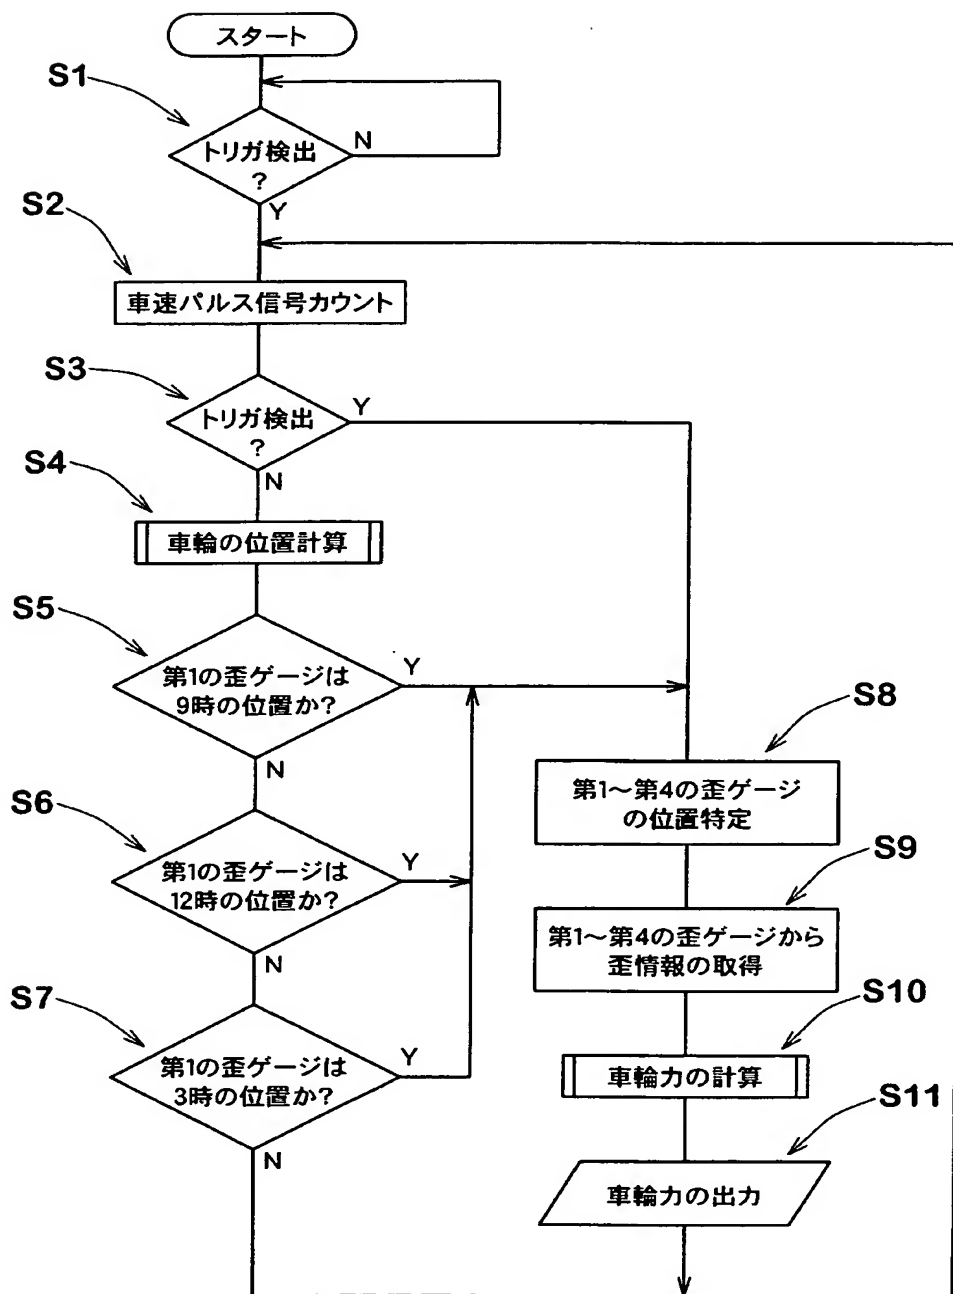 スタート
S1
トリガ検出
?
N
Y
S2
車速パルス信号カウント
S3
トリガ検出
?
Y
N
S4
車輪の位置計算
S5
第1の歪ゲージは
9時の位置か?
Y
N
S6
第1の歪ゲージは
12時の位置か?
Y
N
S7
第1の歪ゲージは
3時の位置か?
Y
N
S8
第1～第4の歪ゲージ
の位置特定
S9
第1～第4の歪ゲージから
歪情報の取得
S10
車輪力の計算
S11
車輪力の出力